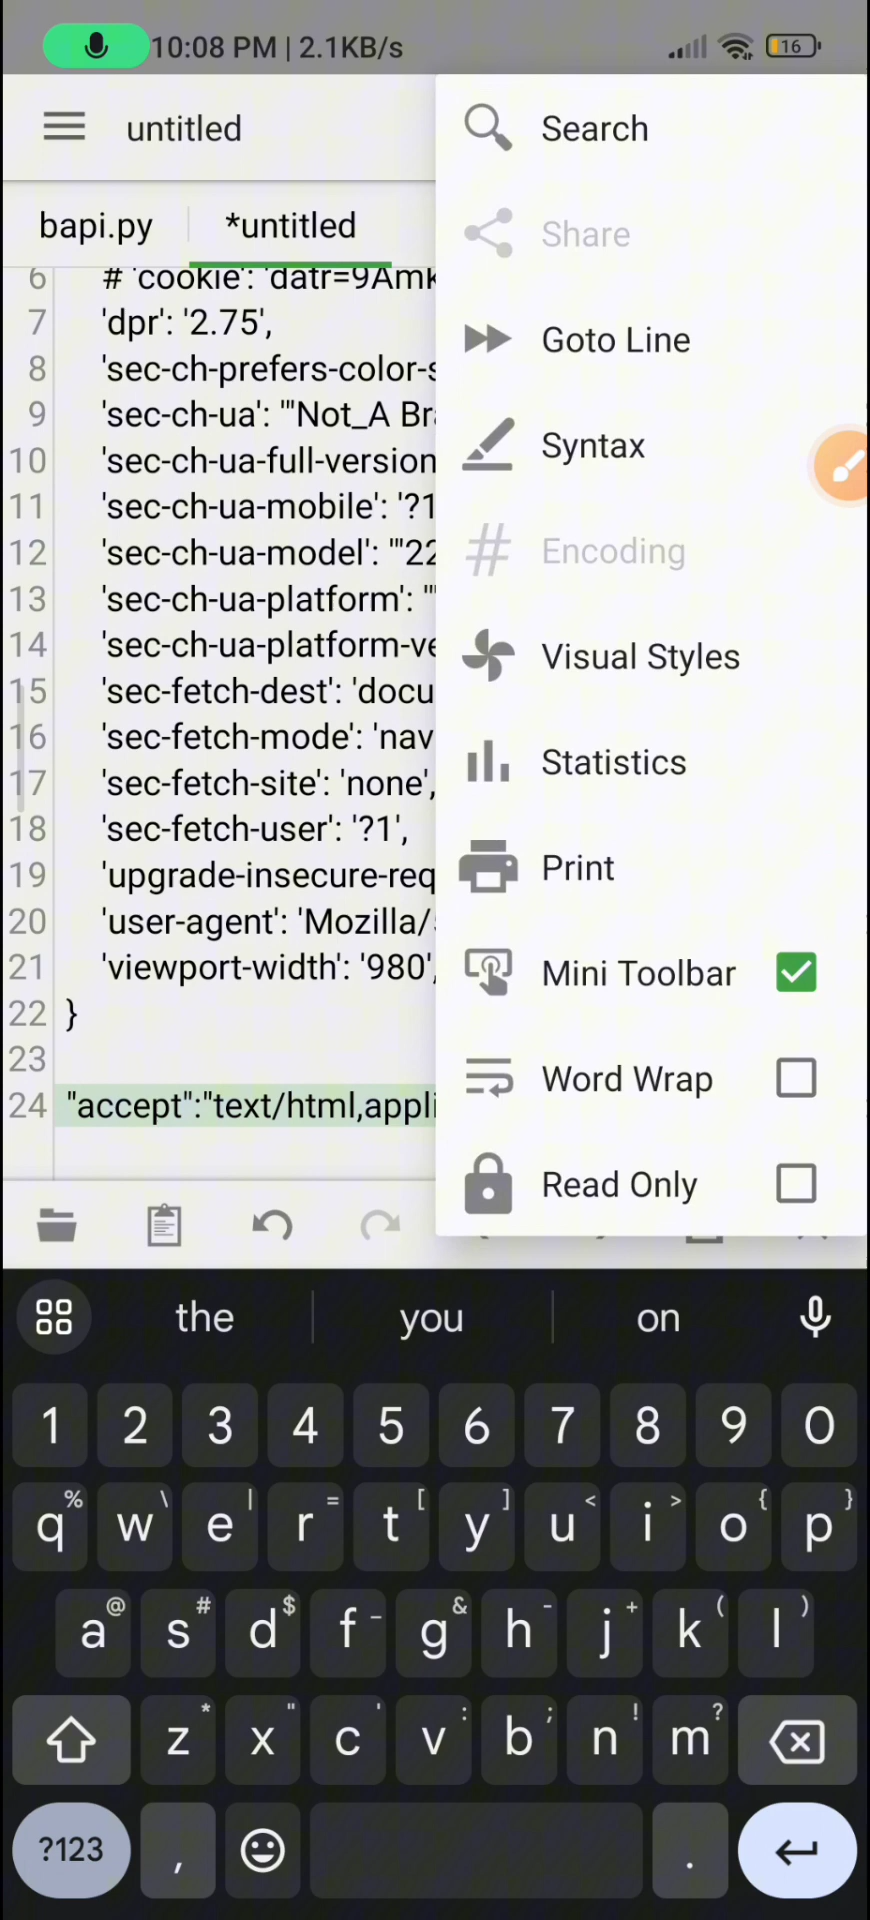 10:08 PM | 2.1KB/s
16
untitled
bapi.py
*untitled
6 # 'cookie': 'datr=9Amk
7 'dpr': '2.75',
8 'sec-ch-prefers-color-s
9 'sec-ch-ua': '"Not_A Br
10 'sec-ch-ua-full-version
11 'sec-ch-ua-mobile': '?1
12 'sec-ch-ua-model': '"22
13 'sec-ch-ua-platform': '"
14 'sec-ch-ua-platform-ve
15 'sec-fetch-dest': 'docu
16 'sec-fetch-mode': 'nav
17 'sec-fetch-site': 'none',
18 'sec-fetch-user': '?1',
19 'upgrade-insecure-req
20 'user-agent': 'Mozilla/
21 'viewport-width': '980',
22 }
23
24 "accept":"text/html,appli
Search
Share
Goto Line
Syntax
# Encoding
Visual Styles
Statistics
Print
Mini Toolbar
Word Wrap
Read Only
the you on
1 2 3 4 5 6 7 8 9 0
% \ | = [ ] < > { }
q w e r t y u i o p
@ # $ _ & - + ( )
a s d f g h j k l
* " ' : ; ! ?
z x c v b n m
?123 , .